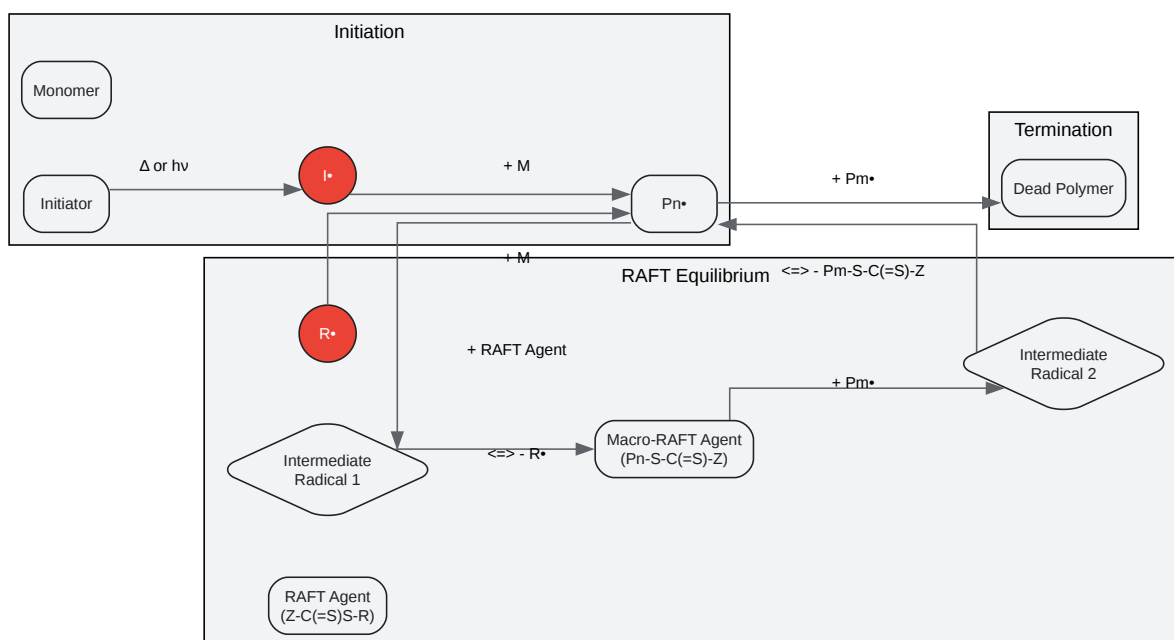 Initiation
Monomer
Δ or hν
I•
+ M
Initiator
Pn•
+ Pm•
Termination
Dead Polymer
+ M
RAFT Equilibrium
<=> - Pm-S-C(=S)-Z
R•
+ RAFT Agent
Intermediate
Radical 2
+ Pm•
Intermediate
Radical 1
<=> - R•
Macro-RAFT Agent
(Pn-S-C(=S)-Z)
RAFT Agent
(Z-C(=S)S-R)